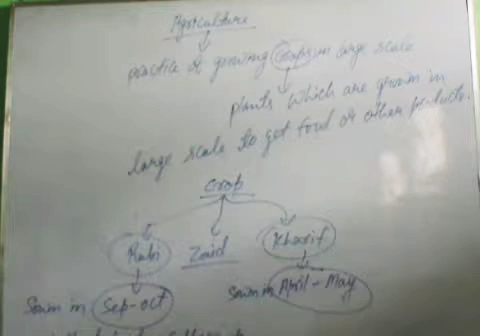 Agriculture
practice of growing crops in large scale
plants which are grown in
large scale to get food or other products.
Crop
Rabi Zaid Kharif
Sown in Sep-oct Sown in April-May